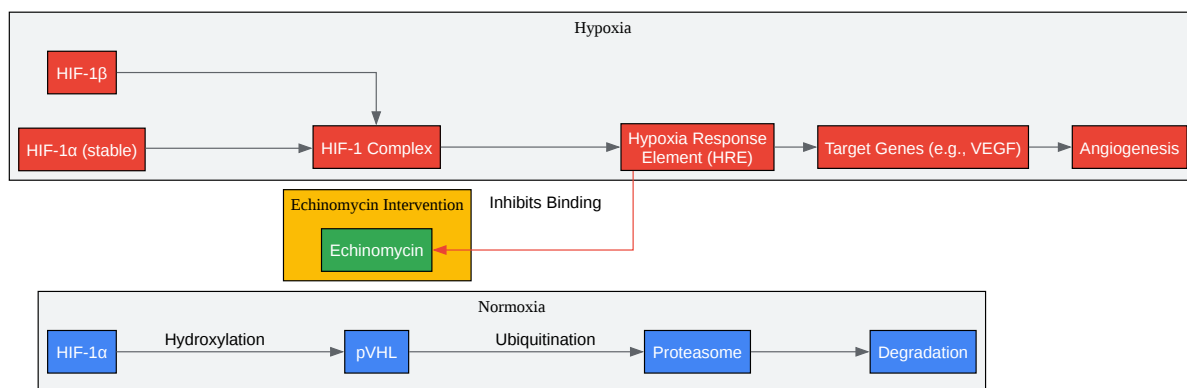 Hypoxia
HIF-1β
HIF-1α (stable)
HIF-1 Complex
Hypoxia Response
Element (HRE)
Target Genes (e.g., VEGF)
Angiogenesis
Echinomycin Intervention
Inhibits Binding
Echinomycin
Normoxia
HIF-1α
Hydroxylation
pVHL
Ubiquitination
Proteasome
Degradation